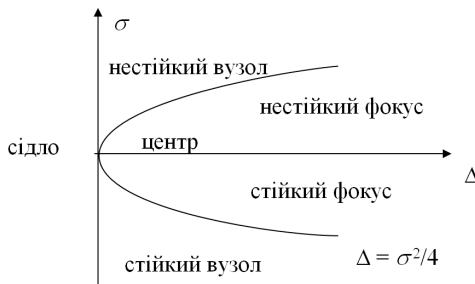 σ
нестійкий вузол
нестійкий фокус
сідло
центр
Δ
стійкий фокус
стійкий вузол
Δ = σ²/4